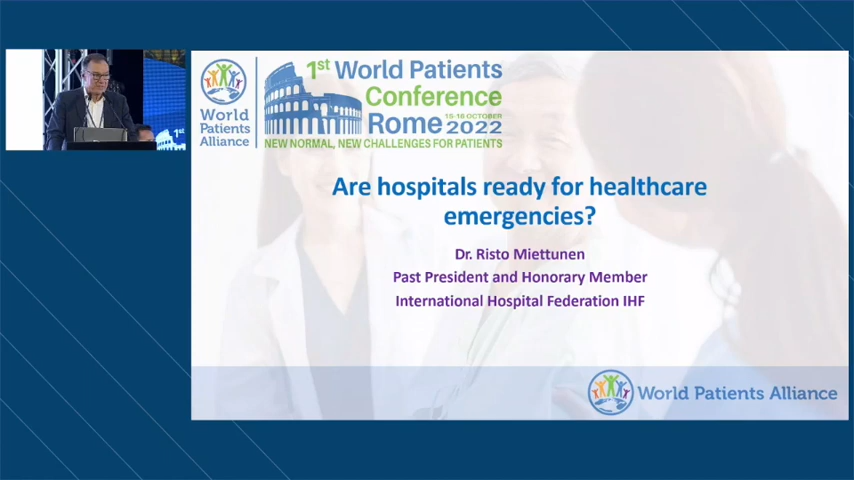 World
Patients
Alliance
1st World Patients
Conference
Rome 15-18 OCTOBER 2022
NEW NORMAL, NEW CHALLENGES FOR PATIENTS
Are hospitals ready for healthcare
emergencies?
Dr. Risto Miettunen
Past President and Honorary Member
International Hospital Federation IHF
World Patients Alliance
1st